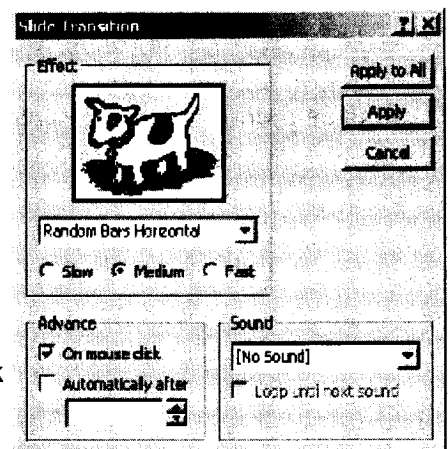 Slide Transition
Effect
Apply to All
Apply
Cancel
Random Bars Horizontal
Slow Medium Fast
Advance
On mouse click
Automatically after
Sound
[No Sound]
Loop until next sound